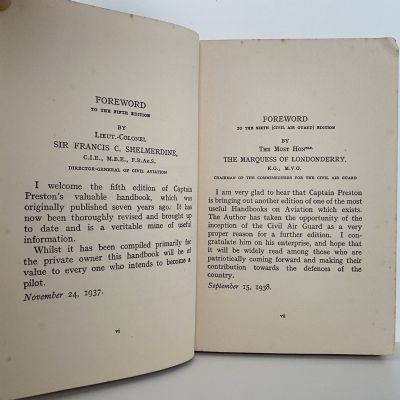 FOREWORD
TO THE FIFTH EDITION
BY
LIEUT.-COLONEL
SIR FRANCIS C. SHELMERDINE,
C.I.E., M.B.E., F.R.AE.S.,
DIRECTOR-GENERAL OF CIVIL AVIATION
I welcome the fifth edition of Captain
Preston's valuable handbook, which was
originally published seven years ago. It has
now been thoroughly revised and brought up
to date and is a veritable mine of useful
information.
Whilst it has been compiled primarily for
the private owner this handbook will be of
value to every one who intends to become a
pilot.
November 24, 1937.
vi
FOREWORD
TO THE SIXTH (CIVIL AIR GUARD) EDITION
BY
THE MOST HONBLE.
THE MARQUESS OF LONDONDERRY,
K.G., M.V.O.
CHAIRMAN OF THE COMMISSIONERS FOR THE CIVIL AIR GUARD
I am very glad to hear that Captain Preston
is bringing out another edition of one of the most
useful Handbooks on Aviation which exists.
The Author has taken the opportunity of the
inception of the Civil Air Guard as a very
proper reason for a further edition. I con-
gratulate him on his enterprise, and hope that
it will be widely read among those who are
patriotically coming forward and making their
contribution towards the defences of the
country.
September 15, 1938.
vii